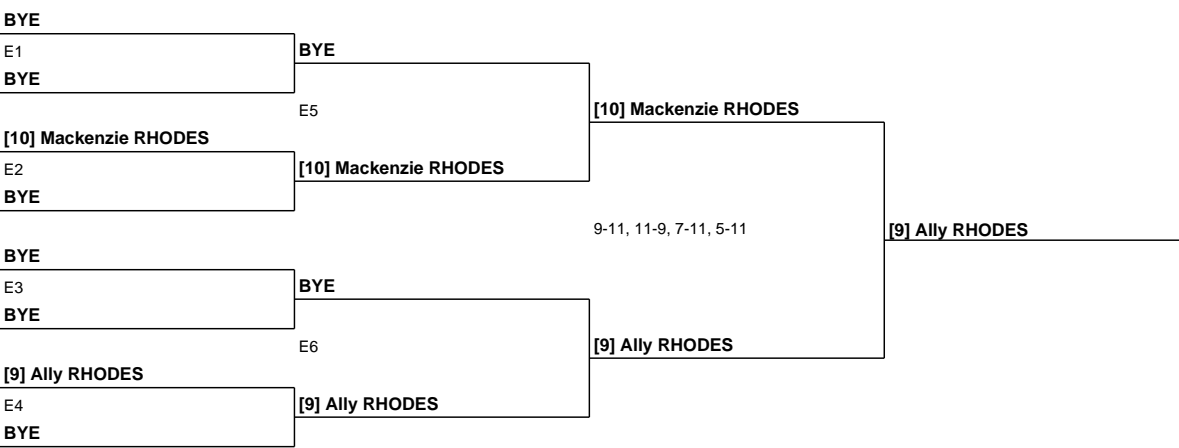 BYE
E1
BYE
BYE
E5
[10] Mackenzie RHODES
[10] Mackenzie RHODES
E2
[10] Mackenzie RHODES
BYE
9-11, 11-9, 7-11, 5-11
[9] Ally RHODES
BYE
E3
BYE
BYE
E6
[9] Ally RHODES
[9] Ally RHODES
E4
[9] Ally RHODES
BYE